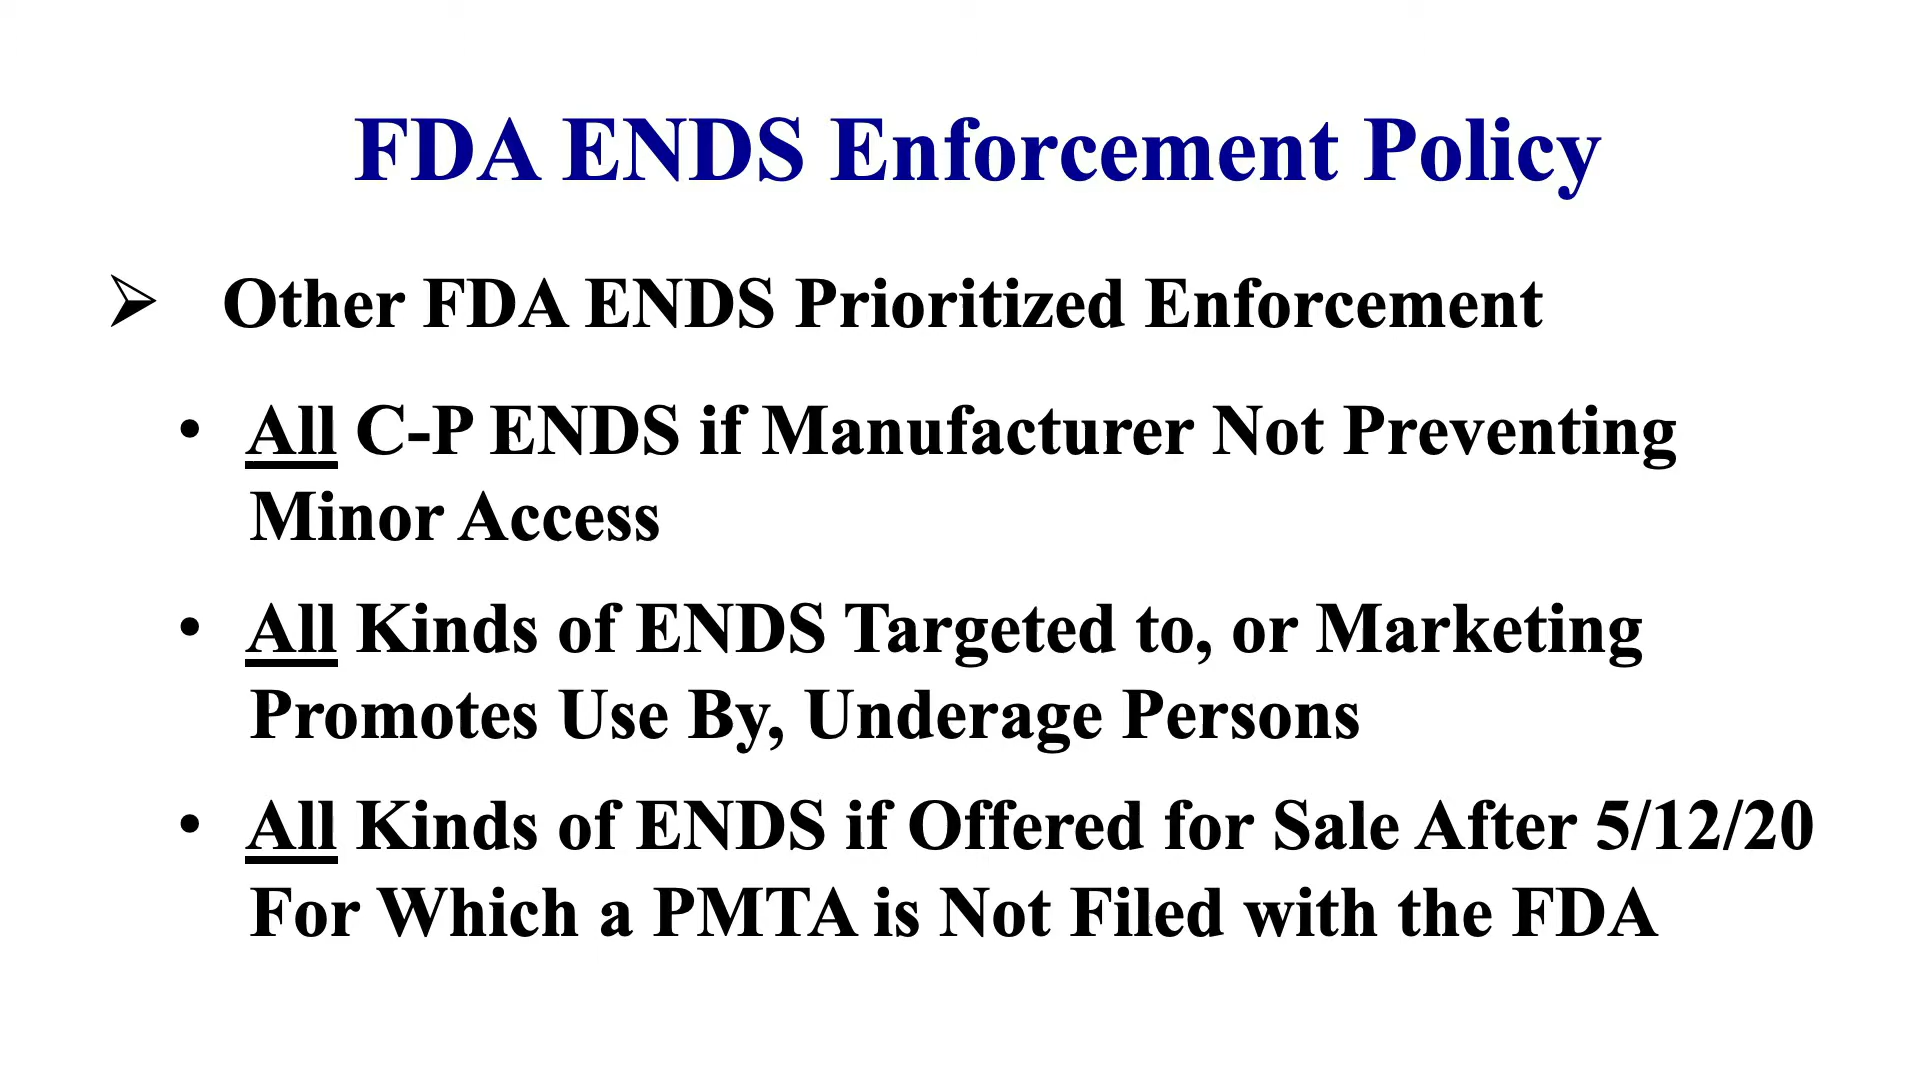 FDA ENDS Enforcement Policy
➢ Other FDA ENDS Prioritized Enforcement
• All C-P ENDS if Manufacturer Not Preventing
Minor Access
• All Kinds of ENDS Targeted to, or Marketing
Promotes Use By, Underage Persons
• All Kinds of ENDS if Offered for Sale After 5/12/20
For Which a PMTA is Not Filed with the FDA